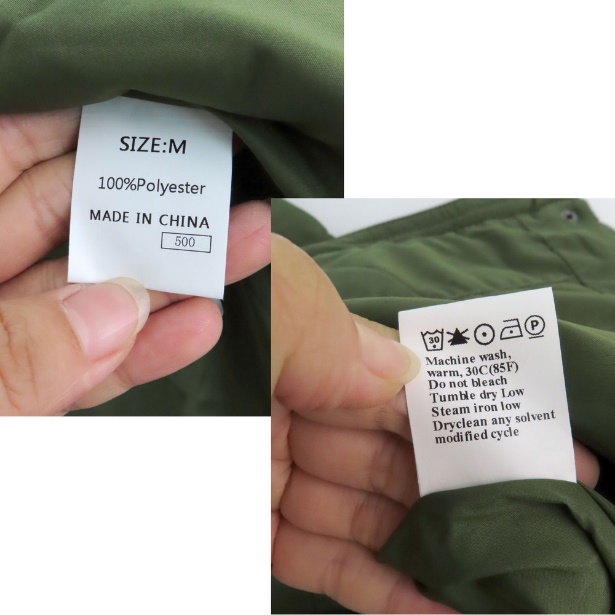 SIZE:M
100%Polyester
MADE IN CHINA
500
30 P
Machine wash,
warm, 30C(85F)
Do not bleach
Tumble dry Low
Steam iron low
Dryclean any solvent
modified cycle